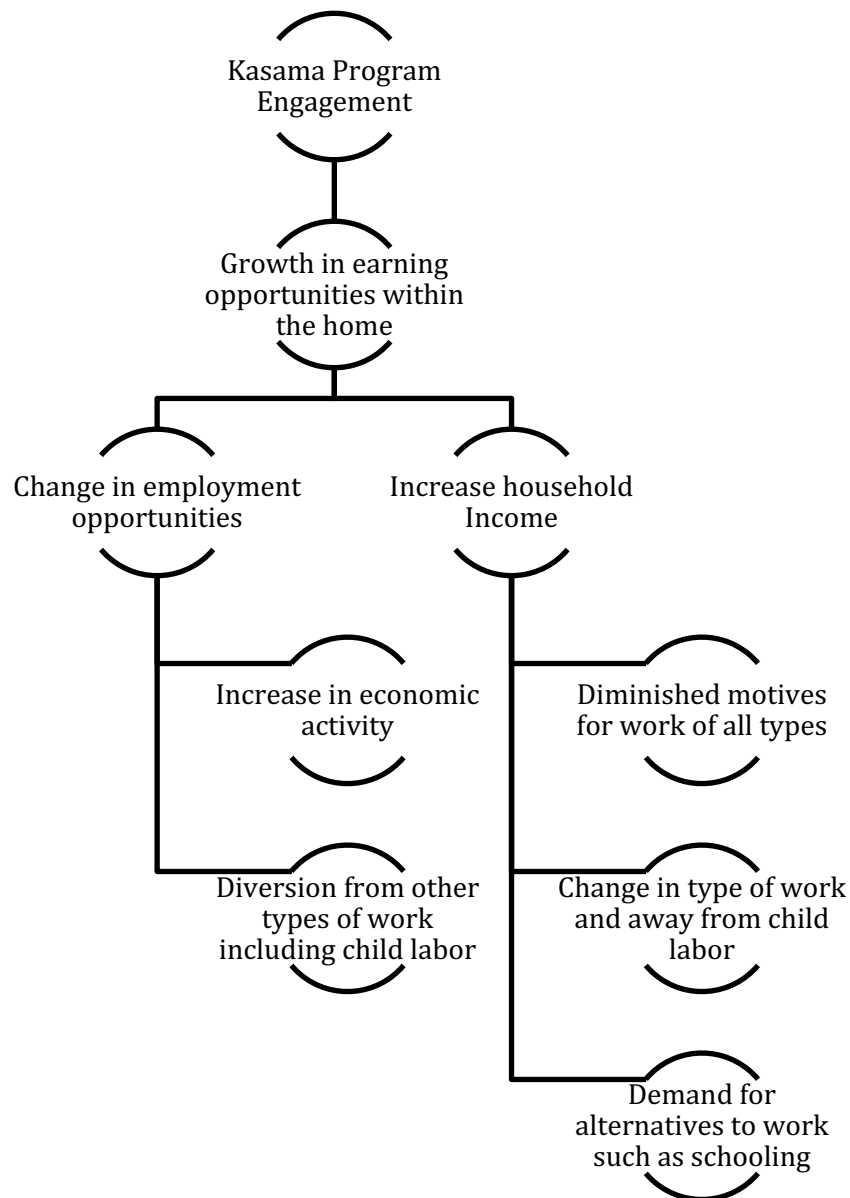 Kasama Program
Engagement
Growth in earning
opportunities within
the home
Change in employment
opportunities
Increase household
Income
Increase in economic
activity
Diversion from other
types of work
including child labor
Diminished motives
for work of all types
Change in type of work
and away from child
labor
Demand for
alternatives to work
such as schooling